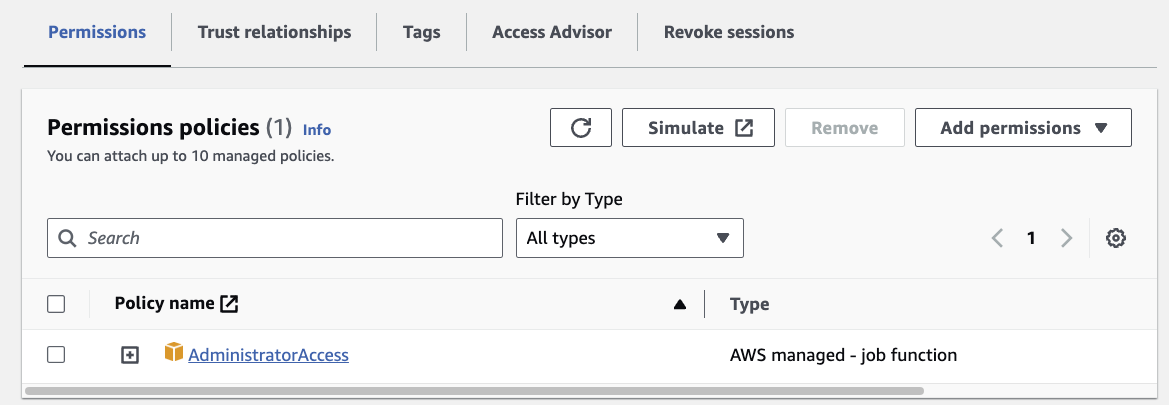 Permissions Trust relationships Tags Access Advisor Revoke sessions
Permissions policies (1) Info
You can attach up to 10 managed policies.
Simulate Remove Add permissions
Filter by Type
Search All types 1
Policy name Type
AdministratorAccess AWS managed - job function